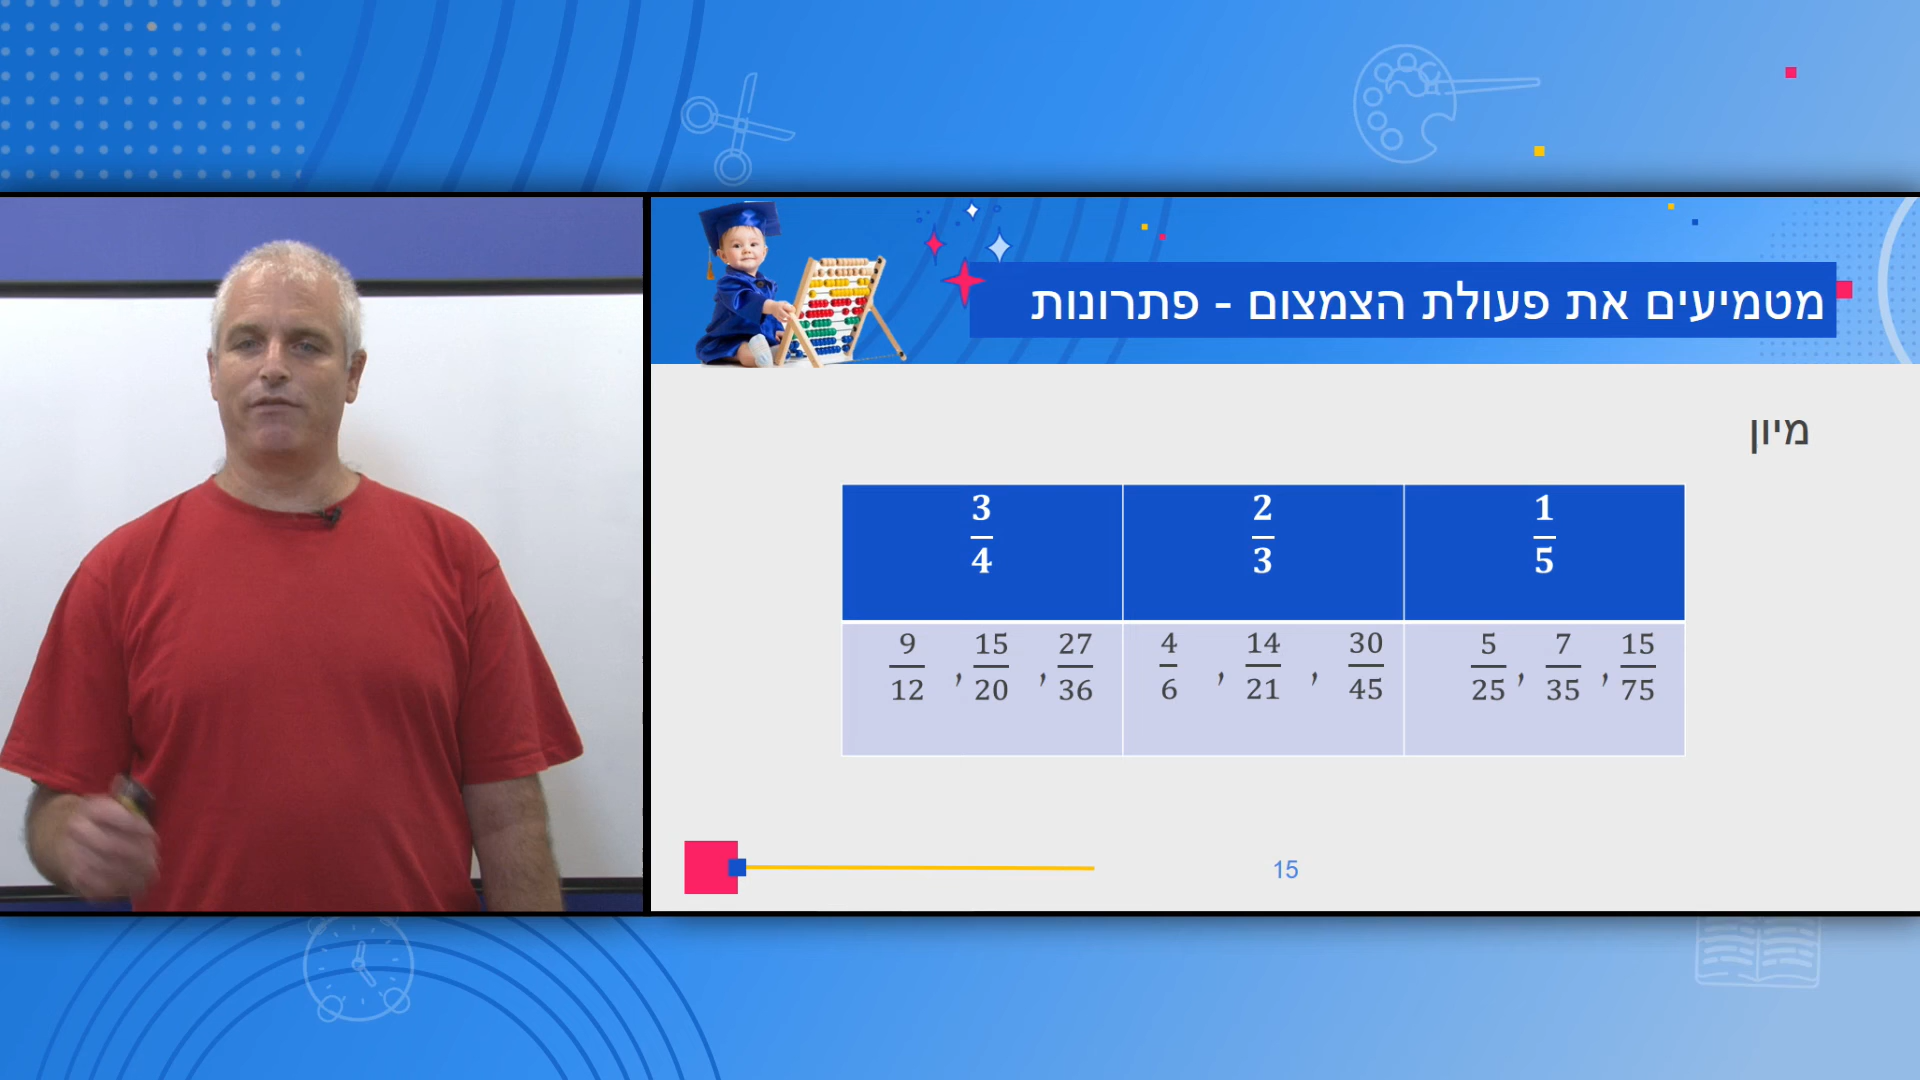 מטמיעים את פעולת הצמצום - פתרונות
מיון
3/4 2/3 1/5
9/12 , 15/20 , 27/36 4/6 , 14/21 , 30/45 5/25 , 7/35 , 15/75
15